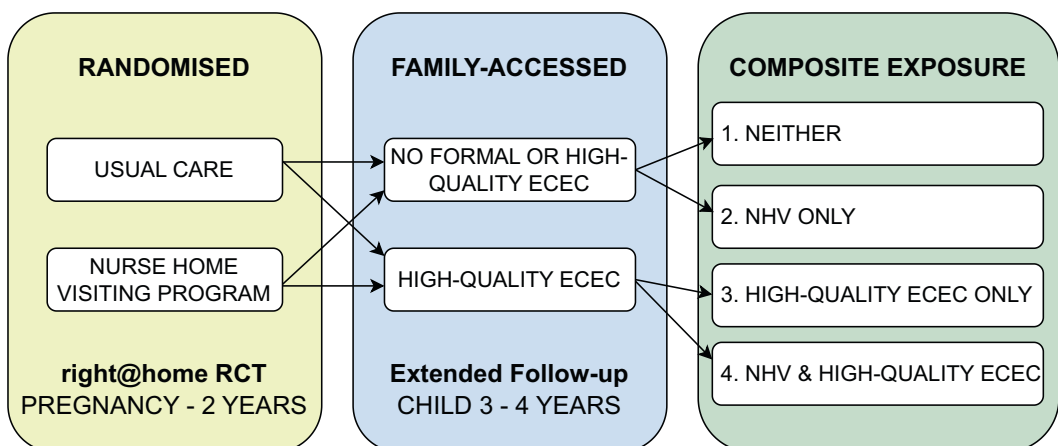 RANDOMISED
USUAL CARE
NURSE HOME
VISITING PROGRAM
right@home RCT
PREGNANCY - 2 YEARS
FAMILY-ACCESSED
NO FORMAL OR HIGH-
QUALITY ECEC
HIGH-QUALITY ECEC
Extended Follow-up
CHILD 3 - 4 YEARS
COMPOSITE EXPOSURE
1. NEITHER
2. NHV ONLY
3. HIGH-QUALITY ECEC ONLY
4. NHV & HIGH-QUALITY ECEC